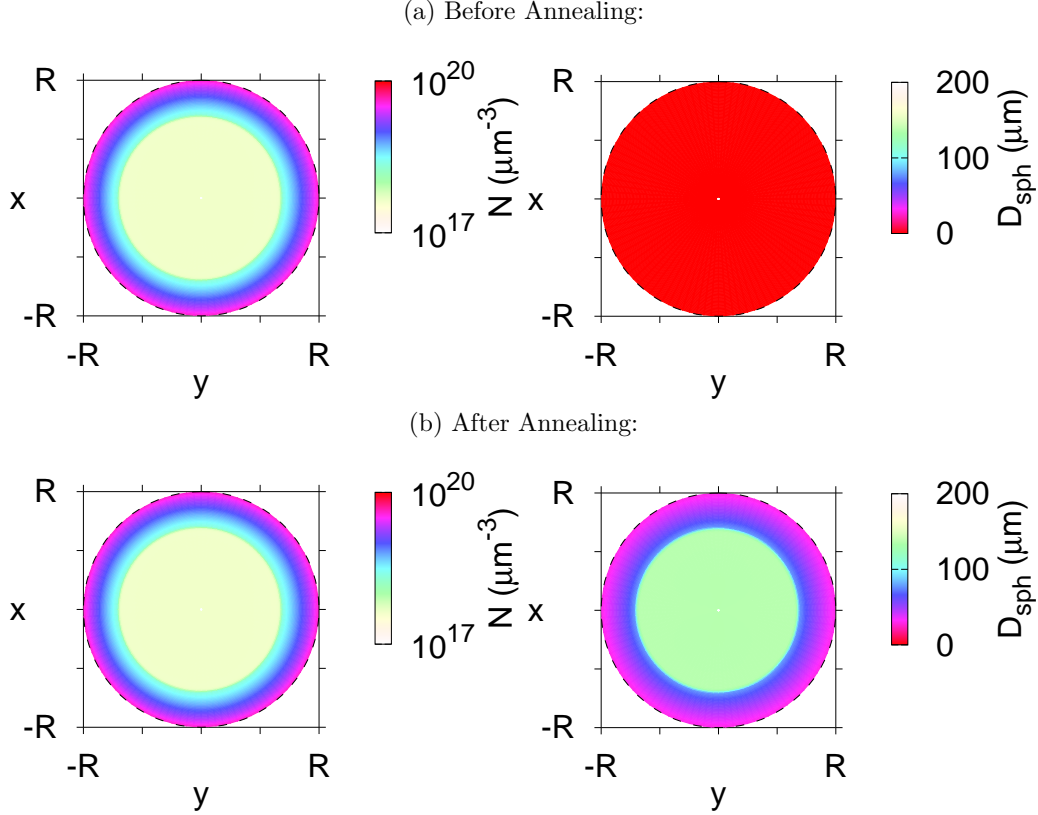 (a) Before Annealing:
R
x
-R
-R
R
y
10^20
10^17
N (μm^-3)
R
x
-R
-R
R
y
200
100
0
D_sph (μm)
(b) After Annealing:
R
x
-R
-R
R
y
10^20
10^17
N (μm^-3)
R
x
-R
-R
R
y
200
100
0
D_sph (μm)